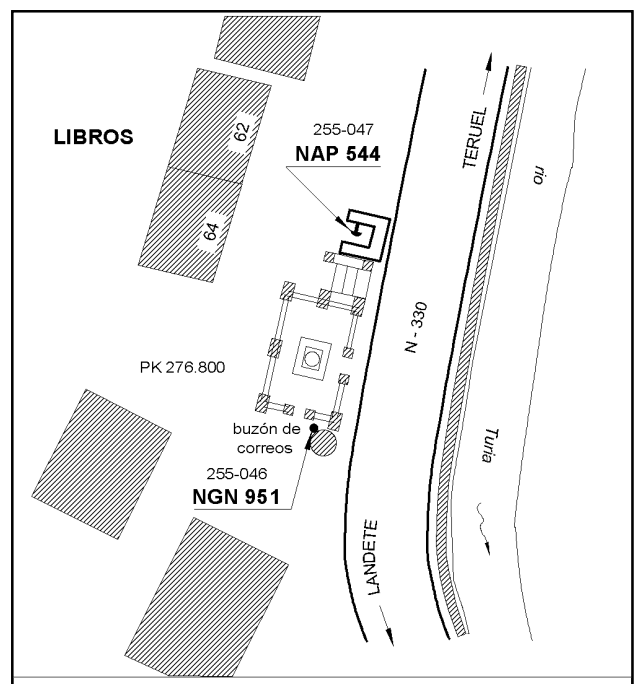 LIBROS
62
64
255-047
NAP 544
TERUEL
rio
N - 330
PK 276.800
buzón de
correos
255-046
NGN 951
Turia
LANDETE